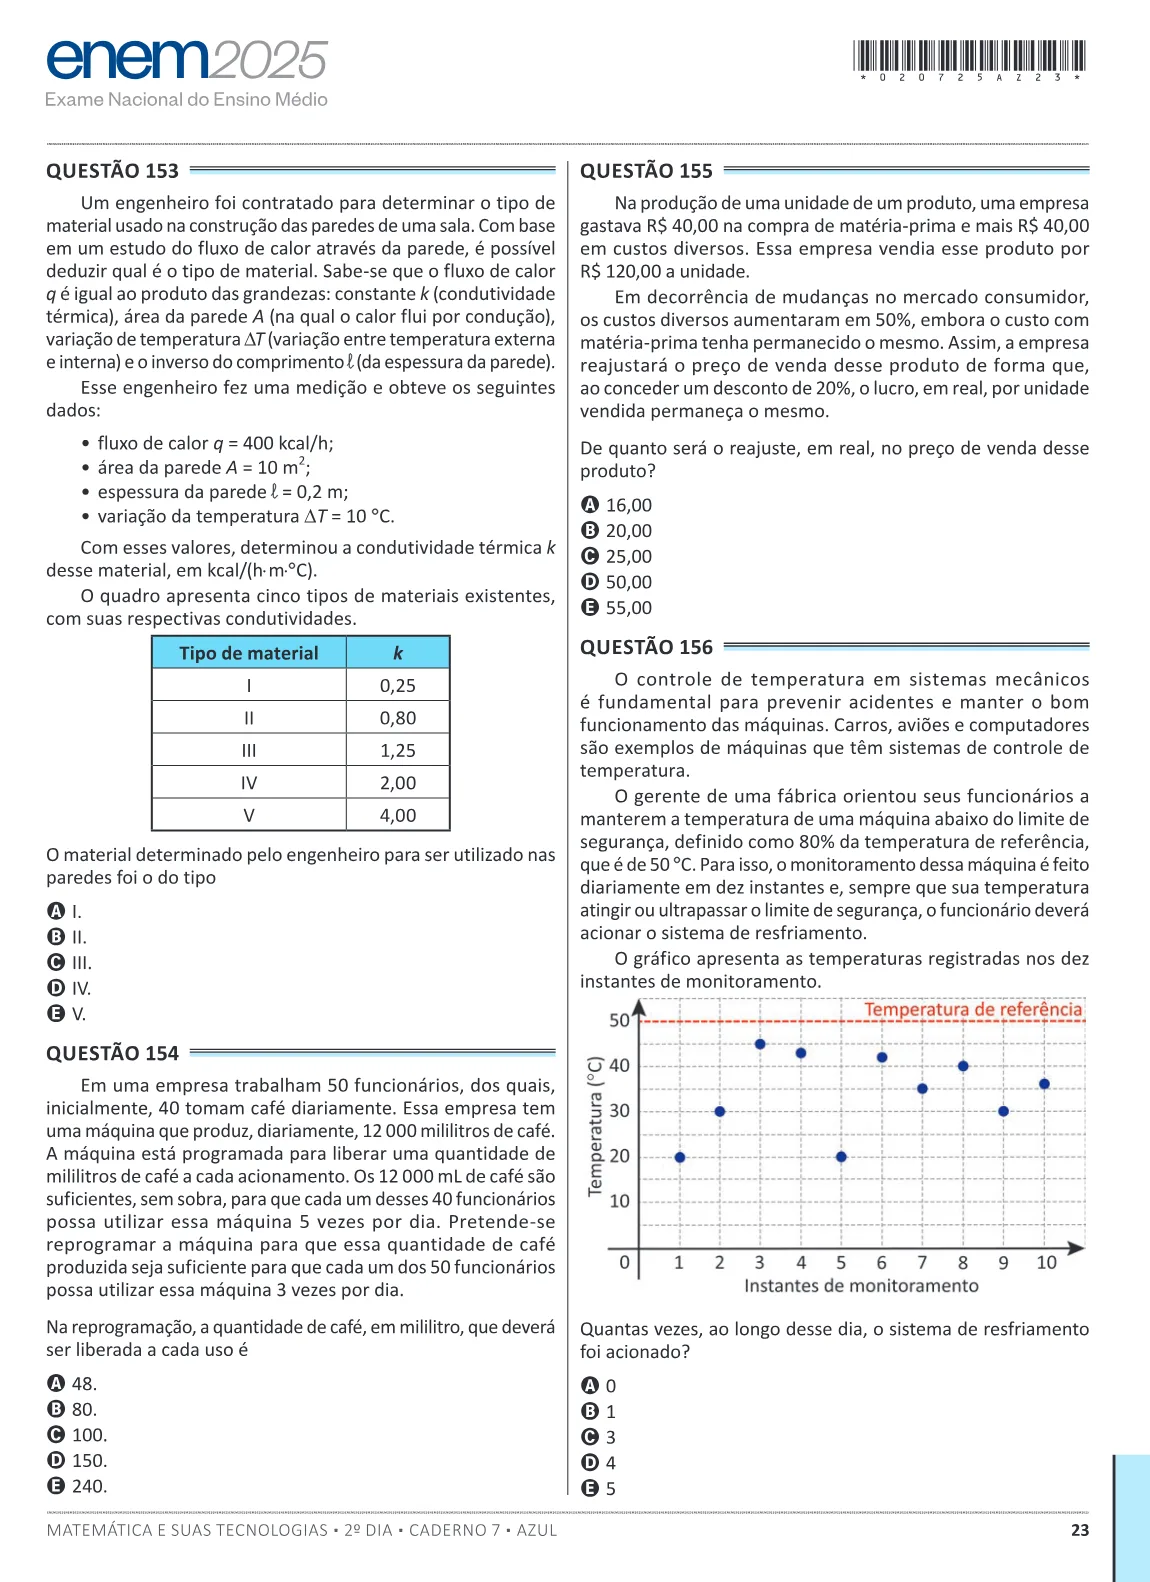 enem2025
Exame Nacional do Ensino Médio
*020725AZ23*
QUESTÃO 153
Um engenheiro foi contratado para determinar o tipo de
material usado na construção das paredes de uma sala. Com base
em um estudo do fluxo de calor através da parede, é possível
deduzir qual é o tipo de material. Sabe-se que o fluxo de calor
q é igual ao produto das grandezas: constante k (condutividade
térmica), área da parede A (na qual o calor flui por condução),
variação de temperatura ΔT (variação entre temperatura externa
e interna) e o inverso do comprimento ℓ (da espessura da parede).
Esse engenheiro fez uma medição e obteve os seguintes
dados:
• fluxo de calor q = 400 kcal/h;
• área da parede A = 10 m²;
• espessura da parede ℓ = 0,2 m;
• variação da temperatura ΔT = 10 °C.
Com esses valores, determinou a condutividade térmica k
desse material, em kcal/(h·m·°C).
O quadro apresenta cinco tipos de materiais existentes,
com suas respectivas condutividades.
Tipo de material k
I 0,25
II 0,80
III 1,25
IV 2,00
V 4,00
O material determinado pelo engenheiro para ser utilizado nas
paredes foi o do tipo
A I.
B II.
C III.
D IV.
E V.
QUESTÃO 154
Em uma empresa trabalham 50 funcionários, dos quais,
inicialmente, 40 tomam café diariamente. Essa empresa tem
uma máquina que produz, diariamente, 12 000 mililitros de café.
A máquina está programada para liberar uma quantidade de
mililitros de café a cada acionamento. Os 12 000 mL de café são
suficientes, sem sobra, para que cada um desses 40 funcionários
possa utilizar essa máquina 5 vezes por dia. Pretende-se
reprogramar a máquina para que essa quantidade de café
produzida seja suficiente para que cada um dos 50 funcionários
possa utilizar essa máquina 3 vezes por dia.
Na reprogramação, a quantidade de café, em mililitro, que deverá
ser liberada a cada uso é
A 48.
B 80.
C 100.
D 150.
E 240.
QUESTÃO 155
Na produção de uma unidade de um produto, uma empresa
gastava R$ 40,00 na compra de matéria-prima e mais R$ 40,00
em custos diversos. Essa empresa vendia esse produto por
R$ 120,00 a unidade.
Em decorrência de mudanças no mercado consumidor,
os custos diversos aumentaram em 50%, embora o custo com
matéria-prima tenha permanecido o mesmo. Assim, a empresa
reajustará o preço de venda desse produto de forma que,
ao conceder um desconto de 20%, o lucro, em real, por unidade
vendida permaneça o mesmo.
De quanto será o reajuste, em real, no preço de venda desse
produto?
A 16,00
B 20,00
C 25,00
D 50,00
E 55,00
QUESTÃO 156
O controle de temperatura em sistemas mecânicos
é fundamental para prevenir acidentes e manter o bom
funcionamento das máquinas. Carros, aviões e computadores
são exemplos de máquinas que têm sistemas de controle de
temperatura.
O gerente de uma fábrica orientou seus funcionários a
manterem a temperatura de uma máquina abaixo do limite de
segurança, definido como 80% da temperatura de referência,
que é de 50 °C. Para isso, o monitoramento dessa máquina é feito
diariamente em dez instantes e, sempre que sua temperatura
atingir ou ultrapassar o limite de segurança, o funcionário deverá
acionar o sistema de resfriamento.
O gráfico apresenta as temperaturas registradas nos dez
instantes de monitoramento.
Temperatura de referência
Temperatura (°C)
50
40
30
20
10
0 1 2 3 4 5 6 7 8 9 10
Instantes de monitoramento
Quantas vezes, ao longo desse dia, o sistema de resfriamento
foi acionado?
A 0
B 1
C 3
D 4
E 5
MATEMÁTICA E SUAS TECNOLOGIAS • 2º DIA • CADERNO 7 • AZUL
23